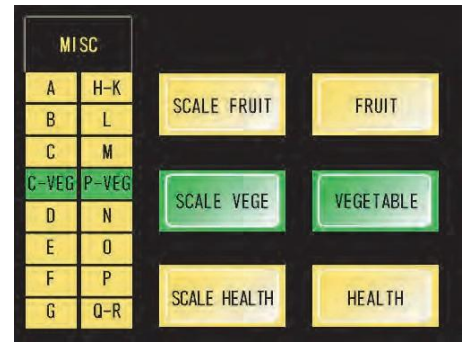 MISC
A H-K
B L
C M
C-VEG P-VEG
D N
E O
F P
G Q-R
SCALE FRUIT FRUIT
SCALE VEGE VEGETABLE
SCALE HEALTH HEALTH